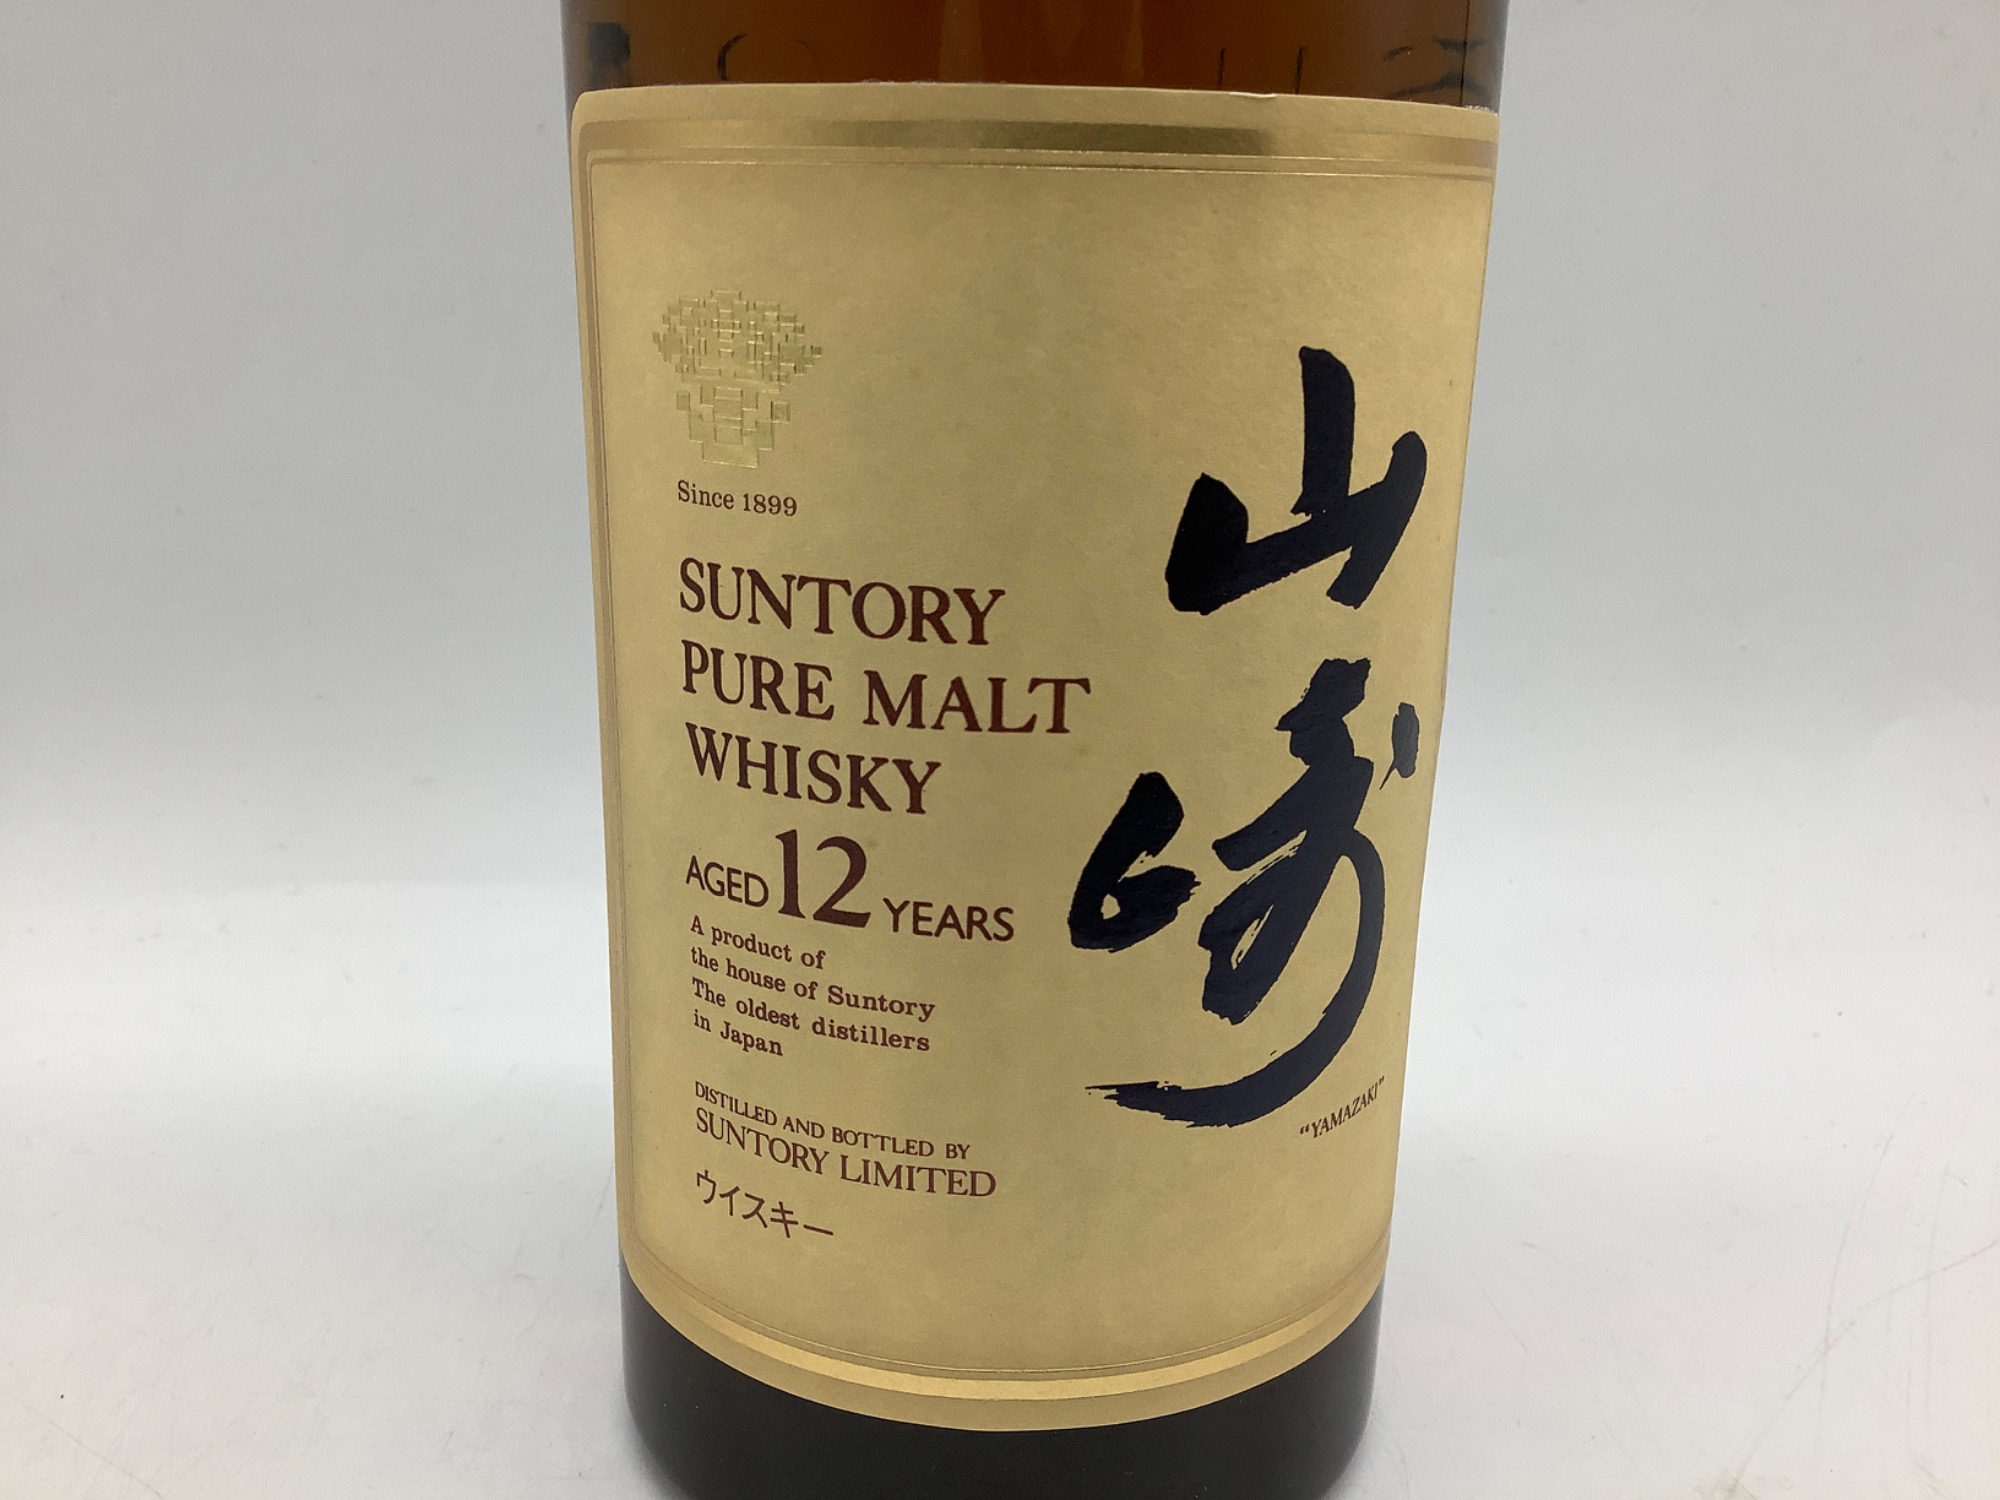 Since 1899
SUNTORY
PURE MALT
WHISKY
AGED 12 YEARS
A product of
the house of Suntory
The oldest distillers
in Japan
DISTILLED AND BOTTLED BY
SUNTORY LIMITED
ウイスキー
山崎
“YAMAZAKI”